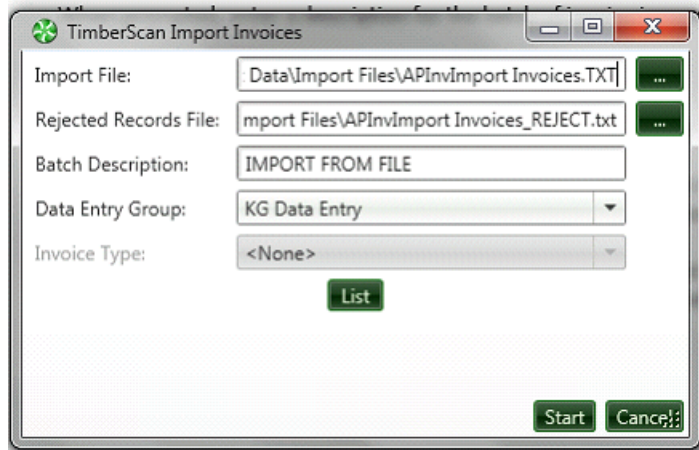 TimberScan Import Invoices
Import File: Data\Import Files\APInvImport Invoices.TXT ...
Rejected Records File: mport Files\APInvImport Invoices_REJECT.txt ...
Batch Description: IMPORT FROM FILE
Data Entry Group: KG Data Entry
Invoice Type: <None>
List
Start Cancel